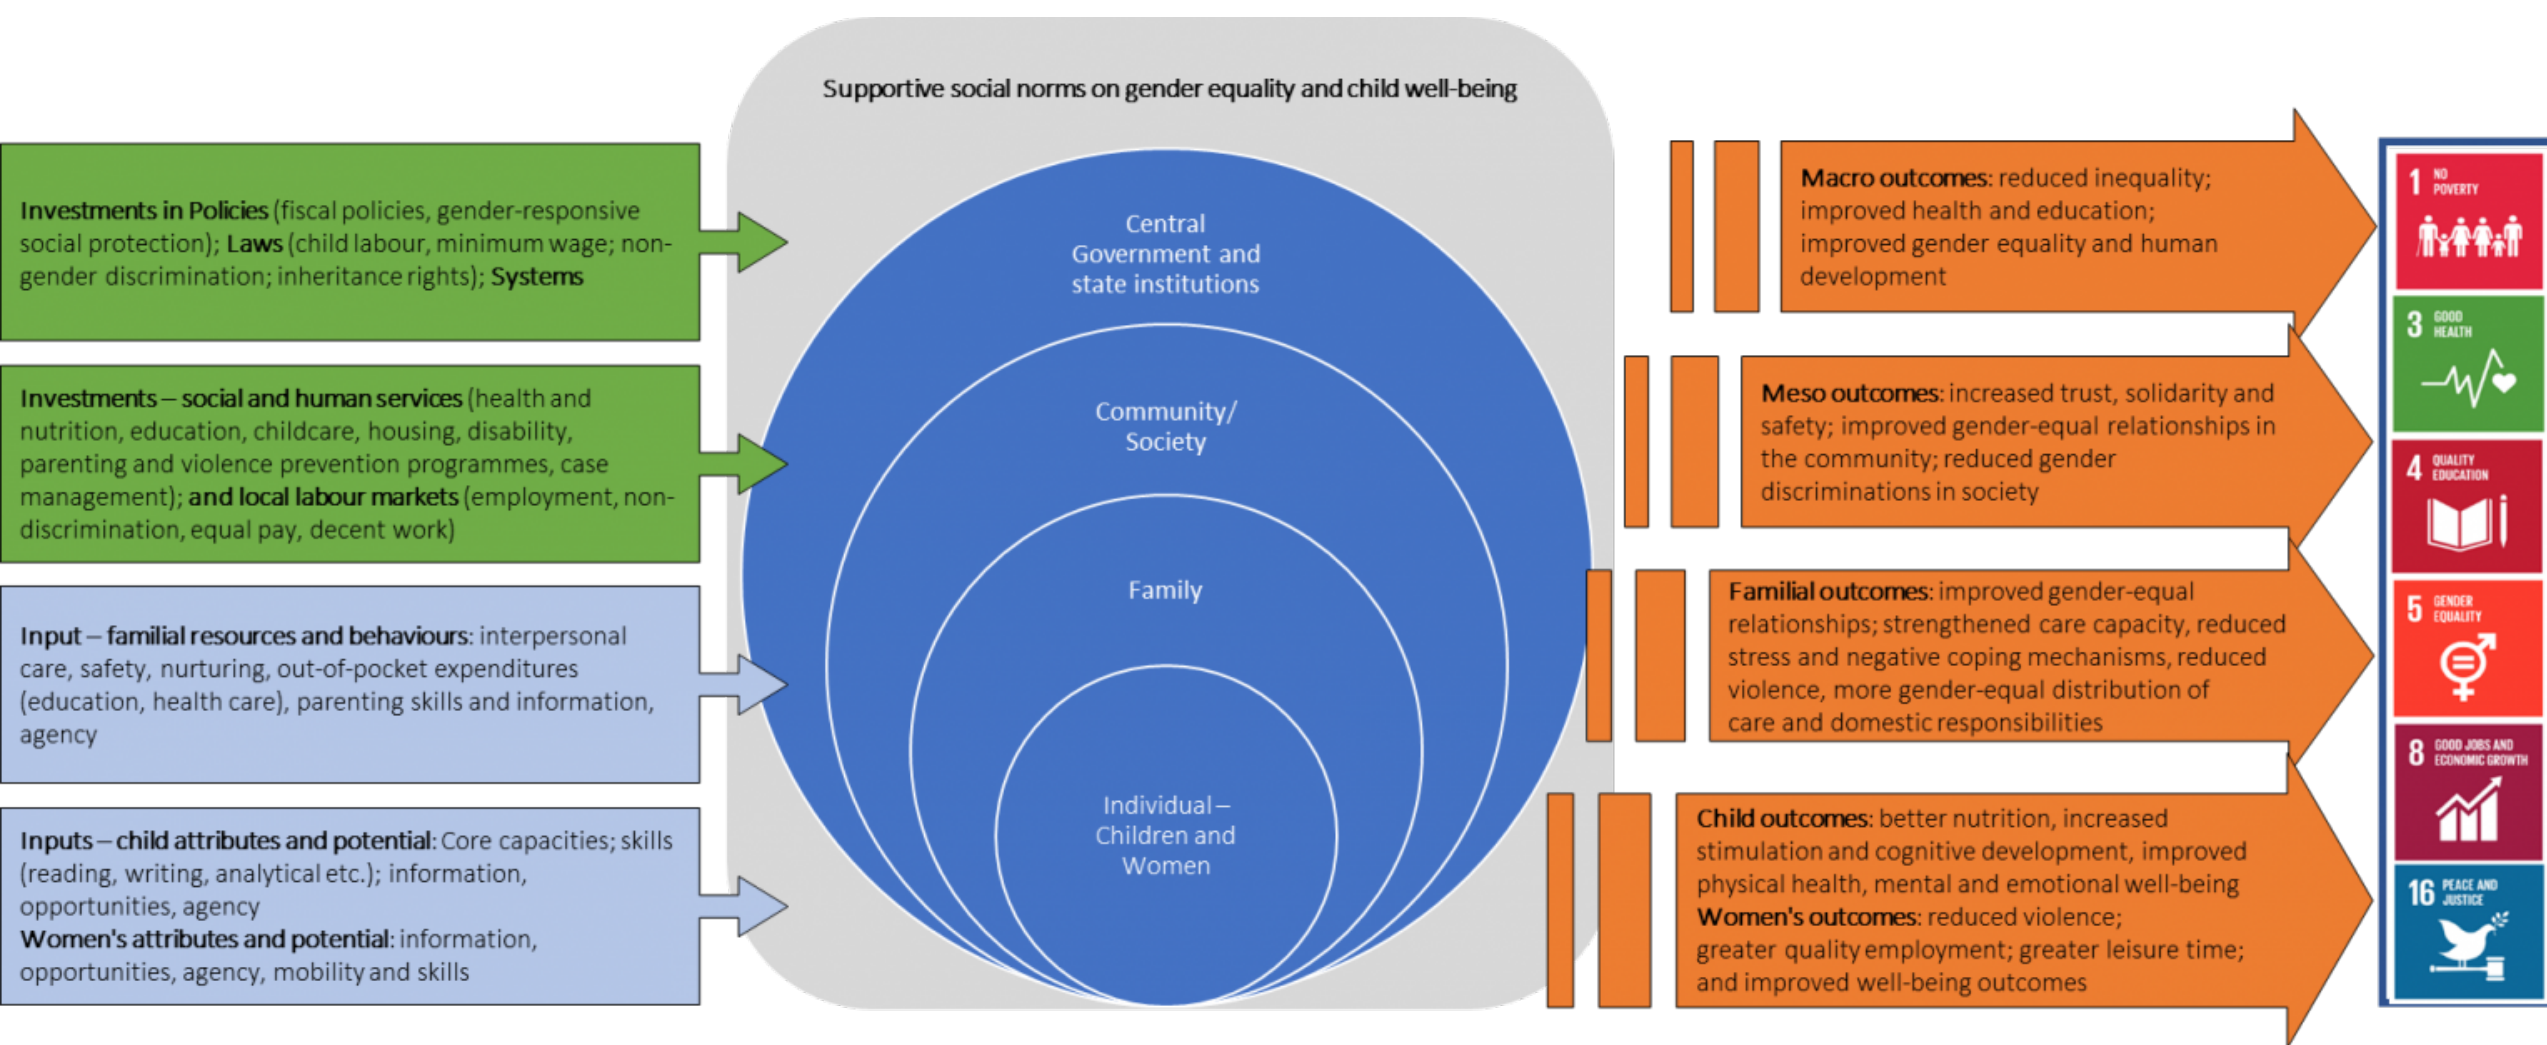 Supportive social norms on gender equality and child well-being
Investments in Policies (fiscal policies, gender-responsive
social protection); Laws (child labour, minimum wage; non-
gender discrimination; inheritance rights); Systems
Investments – social and human services (health and
nutrition, education, childcare, housing, disability,
parenting and violence prevention programmes, case
management); and local labour markets (employment, non-
discrimination, equal pay, decent work)
Input – familial resources and behaviours: interpersonal
care, safety, nurturing, out-of-pocket expenditures
(education, health care), parenting skills and information,
agency
Inputs – child attributes and potential: Core capacities; skills
(reading, writing, analytical etc.); information,
opportunities, agency
Women's attributes and potential: information,
opportunities, agency, mobility and skills
Central
Government and
state institutions
Community/
Society
Family
Individual –
Children and
Women
Macro outcomes: reduced inequality;
improved health and education;
improved gender equality and human
development
Meso outcomes: increased trust, solidarity and
safety; improved gender-equal relationships in
the community; reduced gender
discriminations in society
Familial outcomes: improved gender-equal
relationships; strengthened care capacity, reduced
stress and negative coping mechanisms, reduced
violence, more gender-equal distribution of
care and domestic responsibilities
Child outcomes: better nutrition, increased
stimulation and cognitive development, improved
physical health, mental and emotional well-being
Women's outcomes: reduced violence;
greater quality employment; greater leisure time;
and improved well-being outcomes
1 NO
POVERTY
3 GOOD
HEALTH
4 QUALITY
EDUCATION
5 GENDER
EQUALITY
8 GOOD JOBS AND
ECONOMIC GROWTH
16 PEACE AND
JUSTICE